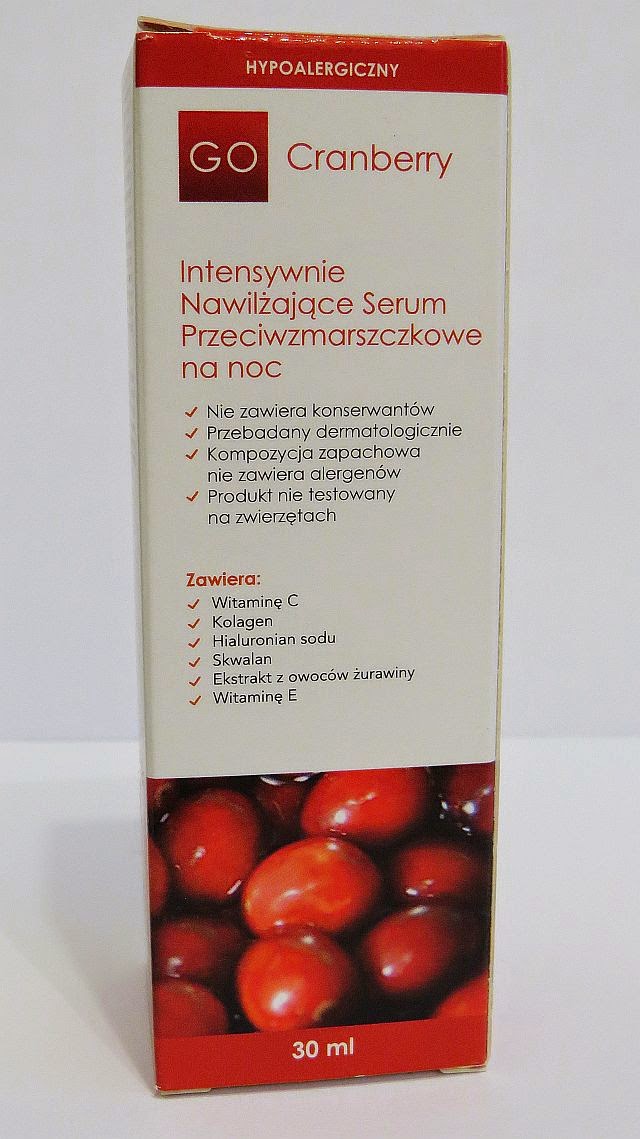 HYPOALERGICZNY
GO Cranberry
Intensywnie
Nawilżające Serum
Przeciwzmarszczkowe
na noc
Nie zawiera konserwantów
Przebadany dermatologicznie
Kompozycja zapachowa
nie zawiera alergenów
Produkt nie testowany
na zwierzętach
Zawiera:
Witaminę C
Kolagen
Hialuronian sodu
Skwalan
Ekstrakt z owoców żurawiny
Witaminę E
30 ml